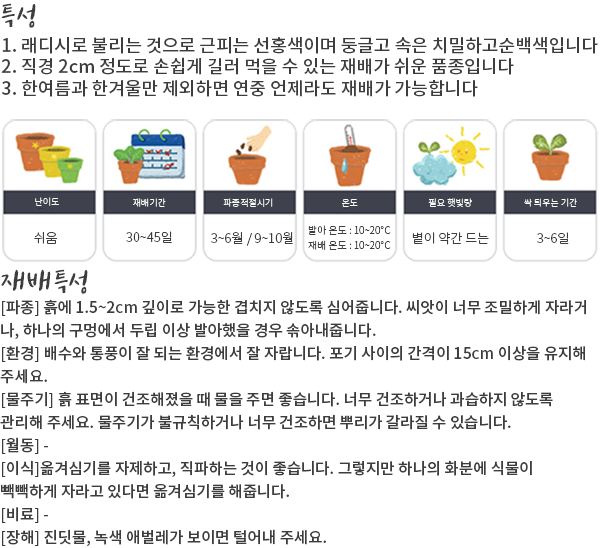 특성
1. 래디시로 불리는 것으로 근피는 선홍색이며 둥글고 속은 치밀하고순백색입니다
2. 직경 2cm 정도로 손쉽게 길러 먹을 수 있는 재배가 쉬운 품종입니다
3. 한여름과 한겨울만 제외하면 연중 언제라도 재배가 가능합니다
난이도 재배기간 파종적절시기 온도 필요 햇빛량 싹 틔우는 기간
쉬움 30~45일 3~6월 / 9~10월 발아 온도 : 10~20°C 볕이 약간 드는 3~6일
재배 온도 : 10~20°C
재배특성
[파종] 흙에 1.5~2cm 깊이로 가능한 겹치지 않도록 심어줍니다. 씨앗이 너무 조밀하게 자라거
나, 하나의 구멍에서 두립 이상 발아했을 경우 솎아내줍니다.
[환경] 배수와 통풍이 잘 되는 환경에서 잘 자랍니다. 포기 사이의 간격이 15cm 이상을 유지해
주세요.
[물주기] 흙 표면이 건조해졌을 때 물을 주면 좋습니다. 너무 건조하거나 과습하지 않도록
관리해 주세요. 물주기가 불규칙하거나 너무 건조하면 뿌리가 갈라질 수 있습니다.
[월동] -
[이식]옮겨심기를 자제하고, 직파하는 것이 좋습니다. 그렇지만 하나의 화분에 식물이
빽빽하게 자라고 있다면 옮겨심기를 해줍니다.
[비료] -
[장해] 진딧물, 녹색 애벌레가 보이면 털어내 주세요.